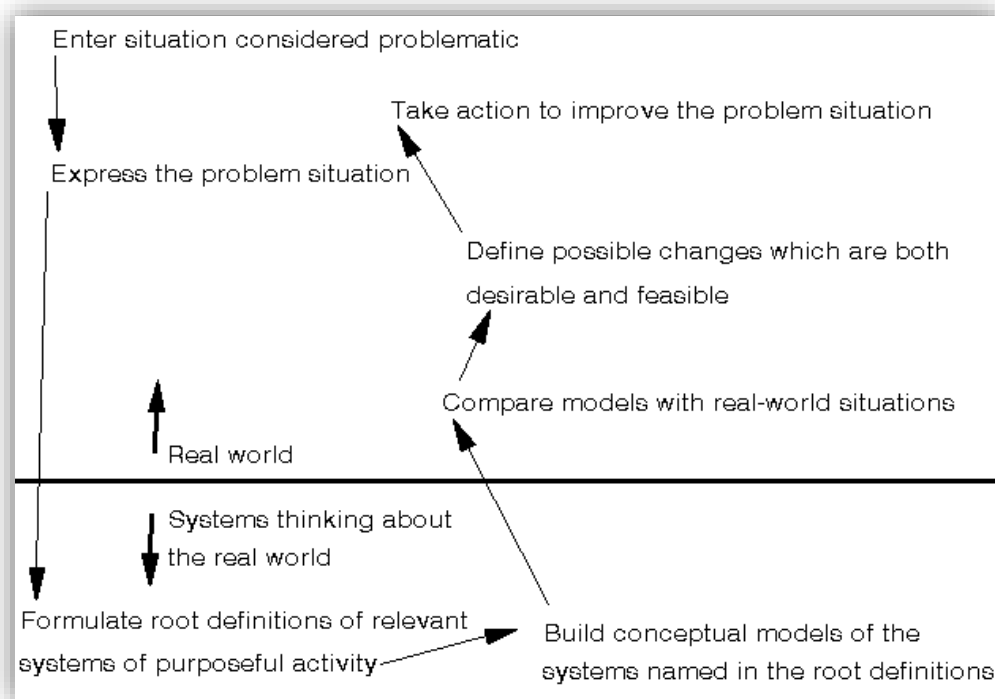 Enter situation considered problematic
Take action to improve the problem situation
Express the problem situation
Define possible changes which are both
desirable and feasible
Compare models with real-world situations
Real world
Systems thinking about
the real world
Formulate root definitions of relevant
systems of purposeful activity
Build conceptual models of the
systems named in the root definitions